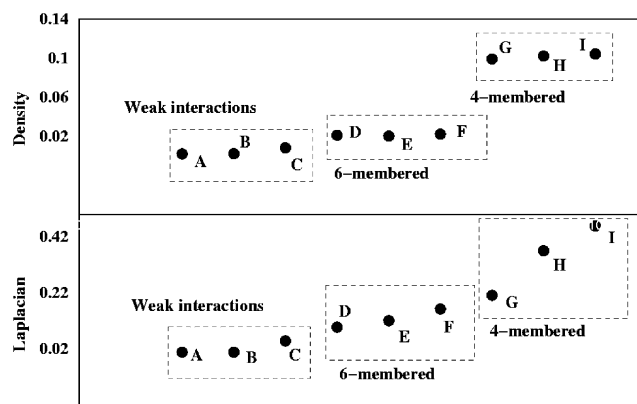 0.14
G
H
I
0.1
4−membered
Density
0.06
Weak interactions
0.02
A
B
C
D
E
F
6−membered
0.42
I
H
G
4−membered
Laplacian
0.22
Weak interactions
D
E
F
0.02
A
B
C
6−membered